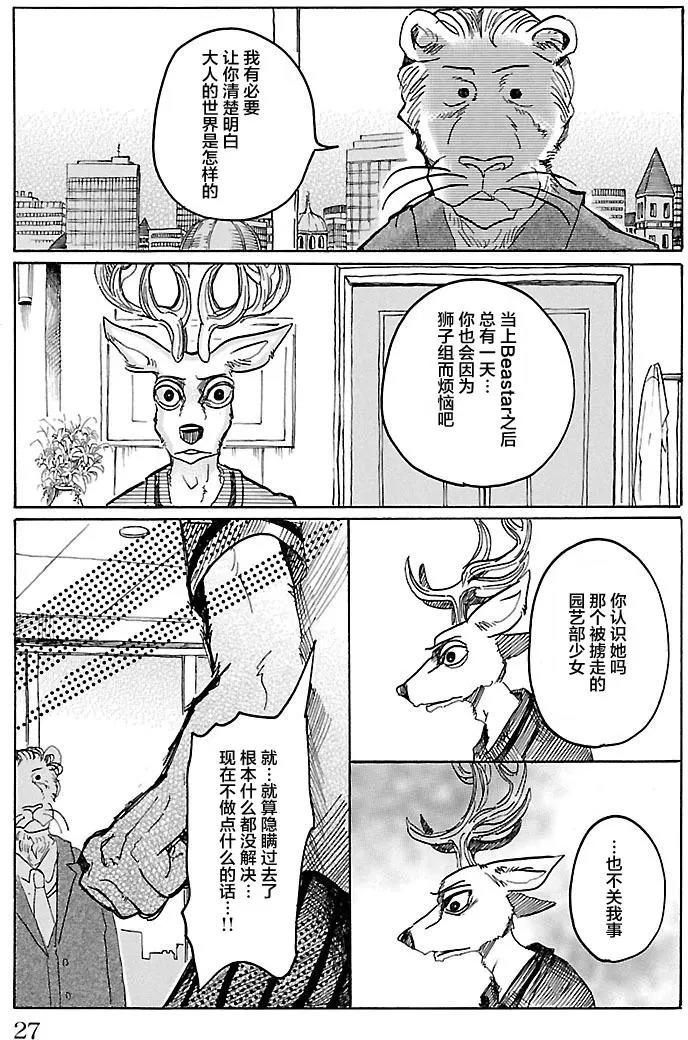 我有必要
让你清楚明白
大人的世界是怎样的
当上Beastar之后
总有一天…
你也会因为
狮子组而烦恼吧
你认识她吗
那个被掳走的
园艺部少女
…也不关我事
就…就算隐瞒过去了
根本什么都没解决…
现在不做点什么的话…!!
27